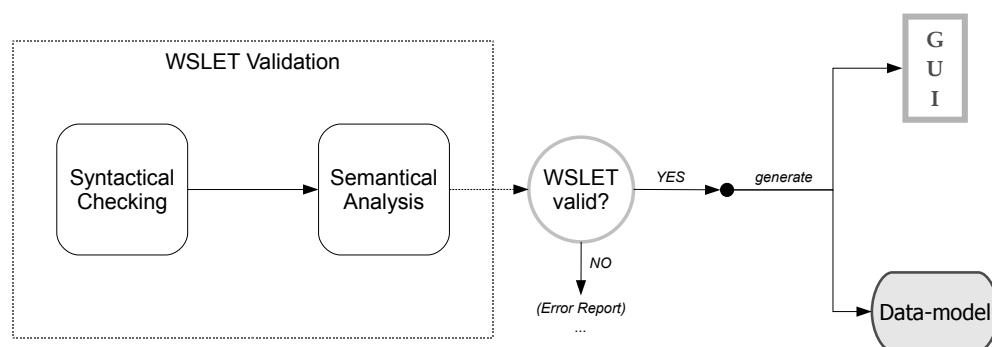 WSLET Validation
Syntactical
Checking
Semantical
Analysis
WSLET
valid?
YES
generate
NO
(Error Report)
...
G
U
I
Data-model